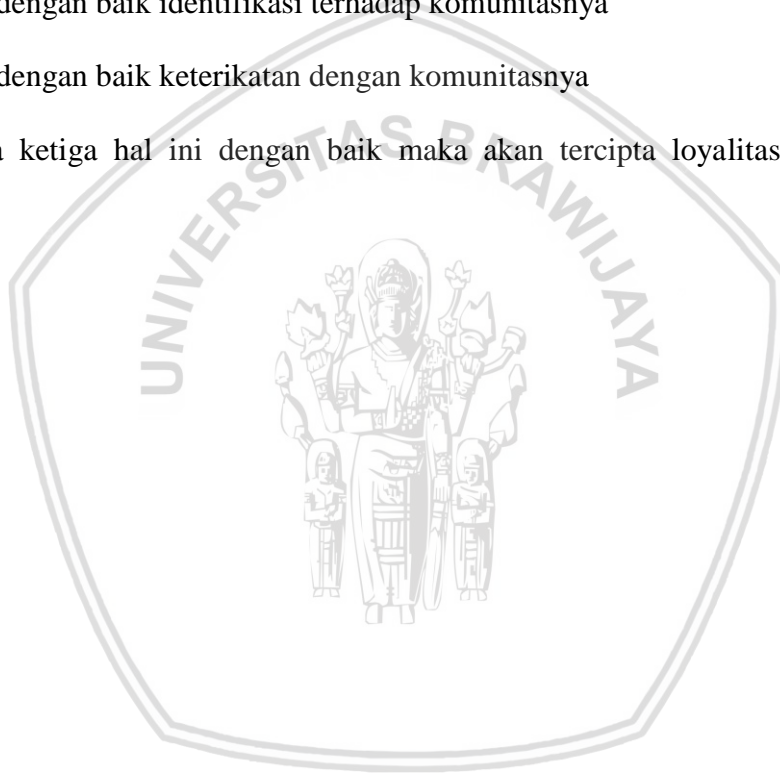 dengan baik identifikasi terhadap komunitasnya
dengan baik keterikatan dengan komunitasnya
ketiga hal ini dengan baik maka akan tercipta loyalitas
UNIVERSITAS BRAWIJAYA